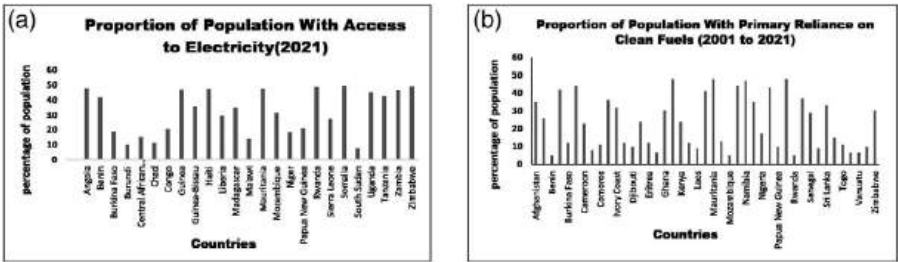 (a)
Proportion of Population With Access
to Electricity(2021)
percentage of population
60
50
40
30
20
10
0
Angola
Benin
Burkina Faso
Burundi
Central African...
Chad
Congo
Guinea
Guinea-Bissau
Haiti
Liberia
Madagascar
Malawi
Mauritania
Mozambique
Niger
Papua New Guinea
Rwanda
Sierra Leone
Somalia
South Sudan
Uganda
Tanzania
Zambia
Zimbabwe
Countries
(b)
Proportion of Population With Primary Reliance on
Clean Fuels (2001 to 2021)
percentage of population
60
50
40
30
20
10
0
Afghanistan
Benin
Burkina Faso
Cameroon
Comoros
Ivory Coast
Djibouti
Eritrea
Ghana
Kenya
Laos
Mauritania
Mozambique
Namibia
Nigeria
Papua New Guinea
Rwanda
Senegal
Sri Lanka
Togo
Vanuatu
Zimbabwe
Countries